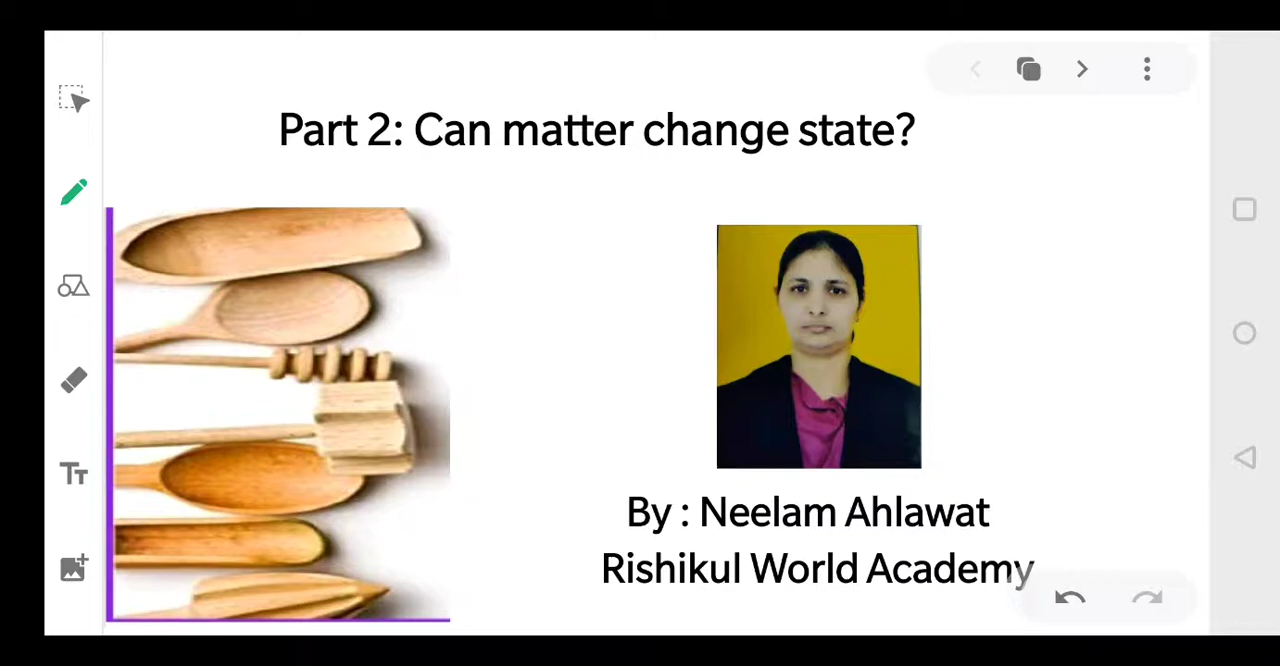 Part 2: Can matter change state?
By : Neelam Ahlawat
Rishikul World Academy